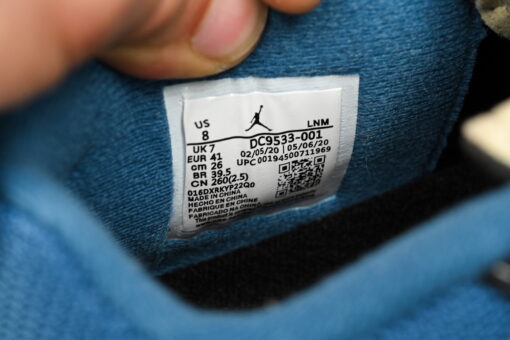 US
8
LNM
UK 7
DC9533-001
EUR 41
02/05/20 | 05/06/20
cm 26
UPC 00194500711969
BR 39.5
CN 260(2.5)
016DXRKYP22Q0
MADE IN CHINA
HECHO EN CHINA
FABRIQUE EN CHINE
FABRICADO EN CHINA